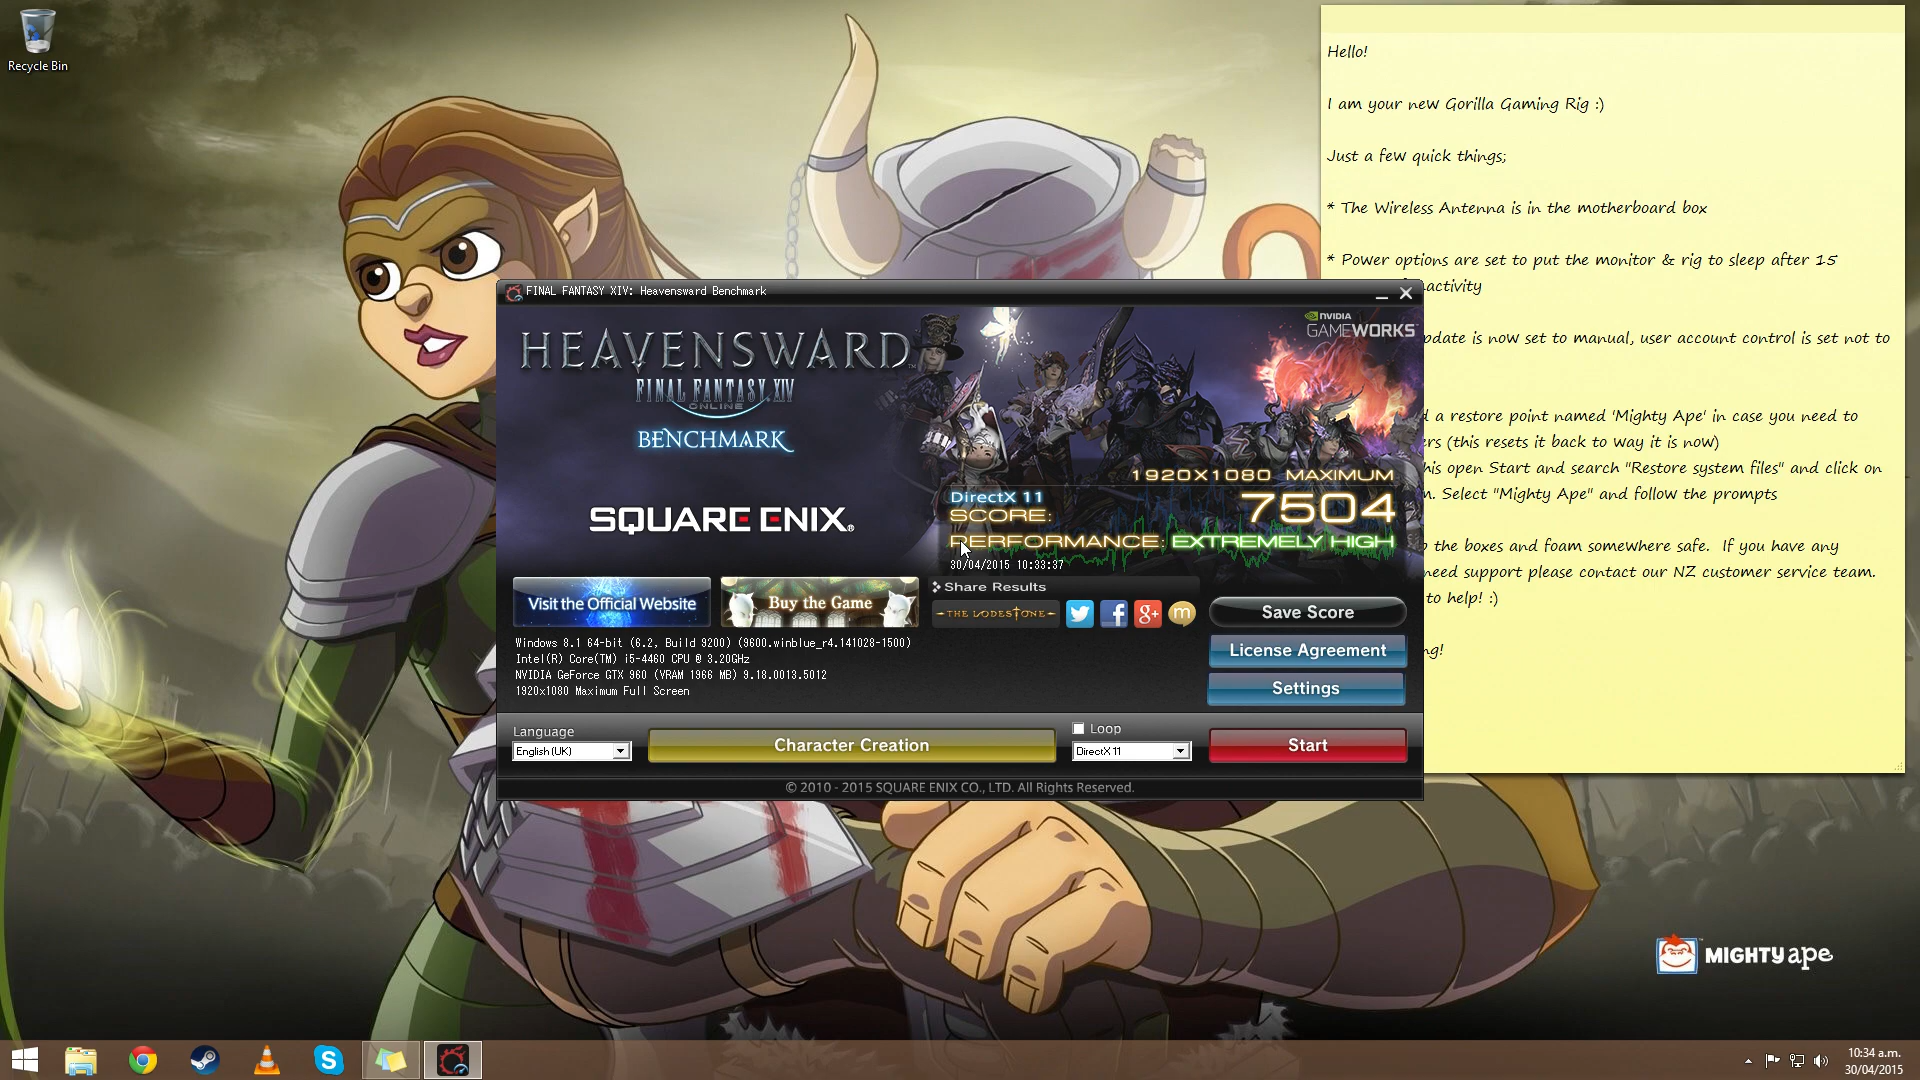 Recycle Bin
Hello!
I am your new Gorilla Gaming Rig :)
Just a few quick things;
* The Wireless Antenna is in the motherboard box
* Power options are set to put the monitor & rig to sleep after 15
activity
date is now set to manual, user account control is set not to
a restore point named 'Mighty Ape' in case you need to
ers (this resets it back to way it is now)
his open Start and search "Restore system files" and click on
. Select "Mighty Ape" and follow the prompts
the boxes and foam somewhere safe. If you have any
need support please contact our NZ customer service team.
to help! :)
ng!
FINAL FANTASY XIV: Heavensward Benchmark
NVIDIA
GAMEWORKS
HEAVENSWARD™
FINAL FANTASY XIV
ONLINE
BENCHMARK
SQUARE ENIX®
1920X1080 MAXIMUM
DirectX 11
SCORE: 7504
PERFORMANCE: EXTREMELY HIGH
30/04/2015 10:33:37
Visit the Official Website
Buy the Game
Share Results
THE LODESTONE
f
g+
m
Save Score
License Agreement
Settings
Windows 8.1 64-bit (6.2, Build 9200) (9600.winblue_r4.141028-1500)
Intel(R) Core(TM) i5-4460 CPU @ 3.20GHz
NVIDIA GeForce GTX 960 (VRAM 1966 MB) 9.18.0013.5012
1920x1080 Maximum Full Screen
Language
English (UK)
Character Creation
Loop
DirectX 11
Start
© 2010 - 2015 SQUARE ENIX CO., LTD. All Rights Reserved.
MIGHTY ape
S
10:34 a.m.
30/04/2015